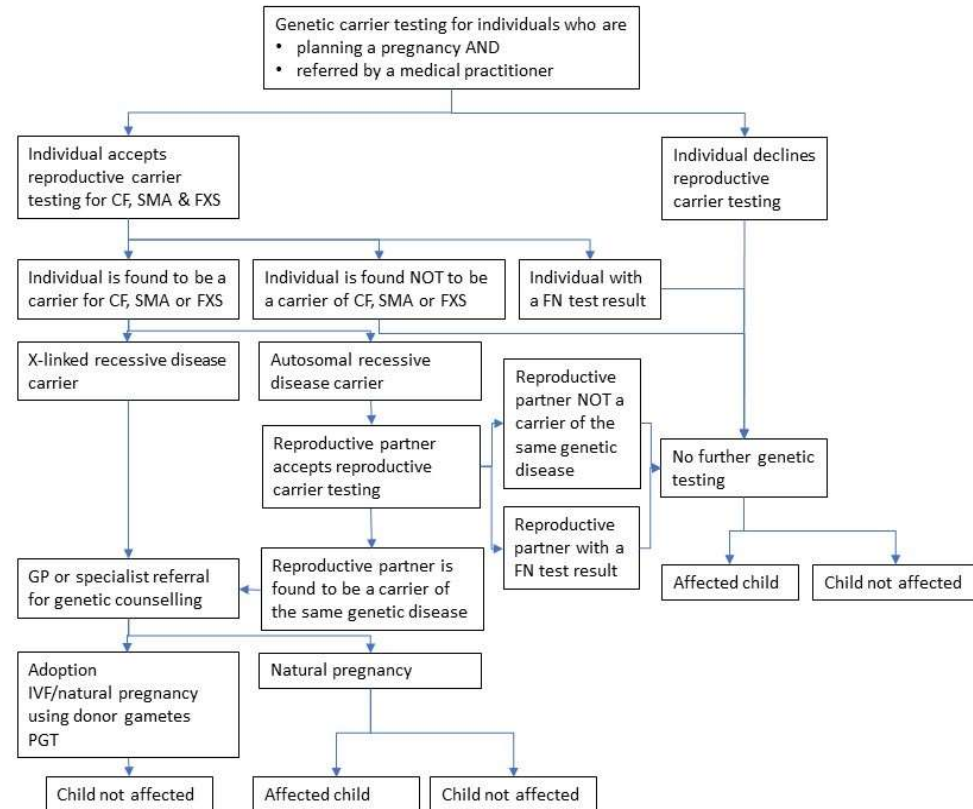 Genetic carrier testing for individuals who are
• planning a pregnancy AND
• referred by a medical practitioner
Individual accepts
reproductive carrier
testing for CF, SMA & FXS
Individual declines
reproductive
carrier testing
Individual is found to be a
carrier for CF, SMA or FXS
Individual is found NOT to be
a carrier of CF, SMA or FXS
Individual with
a FN test result
X-linked recessive disease
carrier
Autosomal recessive
disease carrier
Reproductive
partner NOT a
carrier of the
same genetic
disease
Reproductive partner
accepts reproductive
carrier testing
No further genetic
testing
Reproductive
partner with a
FN test result
GP or specialist referral
for genetic counselling
Reproductive partner is
found to be a carrier of
the same genetic disease
Affected child
Child not affected
Adoption
IVF/natural pregnancy
using donor gametes
PGT
Natural pregnancy
Child not affected
Affected child
Child not affected